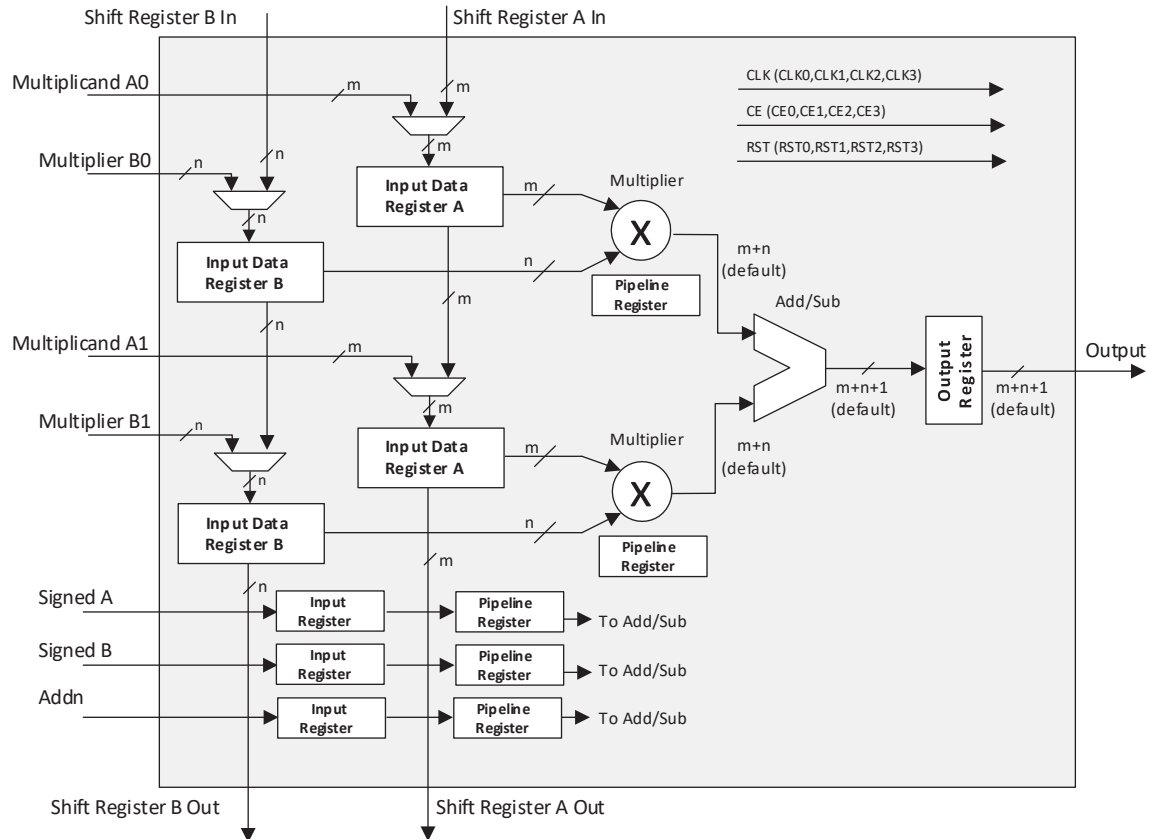 Shift Register B In
Shift Register A In
Multiplicand A0
m
m
CLK (CLK0,CLK1,CLK2,CLK3)
CE (CE0,CE1,CE2,CE3)
RST (RST0,RST1,RST2,RST3)
m
Multiplier B0
n
n
Input Data
Register A
m
Multiplier
X
n
Input Data
Register B
n
m+n
(default)
Pipeline
Register
m
Add/Sub
n
Multiplicand A1
m
Output
Register
Output
m+n+1
(default)
m+n+1
(default)
m
Multiplier B1
n
Input Data
Register A
m
Multiplier
X
m+n
(default)
n
Input Data
Register B
n
Pipeline
Register
m
n
Signed A
Input
Register
Pipeline
Register
To Add/Sub
Signed B
Input
Register
Pipeline
Register
To Add/Sub
Addn
Input
Register
Pipeline
Register
To Add/Sub
Shift Register B Out
Shift Register A Out